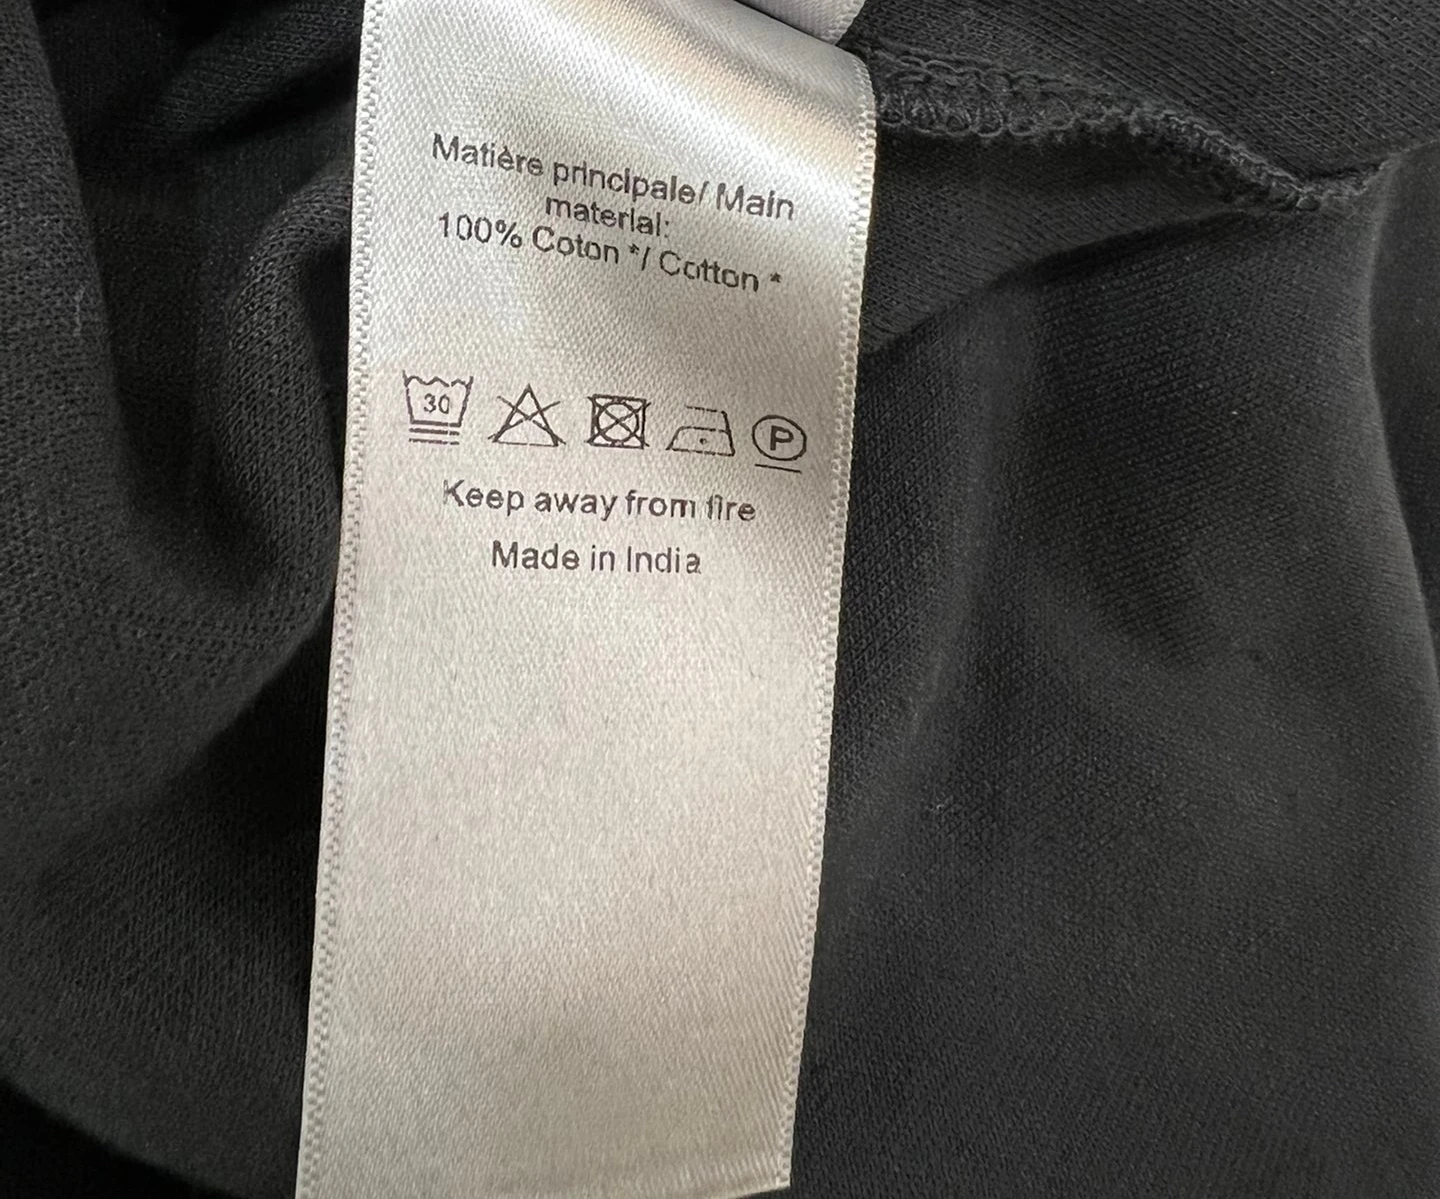 Matière principale/ Main
material:
100% Coton */ Cotton *
30
P
Keep away from fire
Made in India